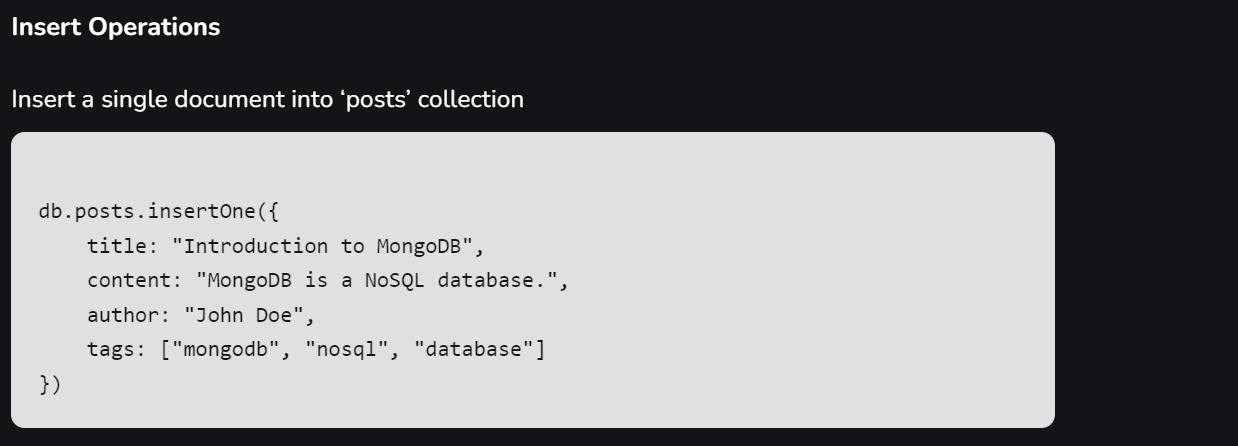 Insert Operations
Insert a single document into ‘posts’ collection
db.posts.insertOne({
    title: "Introduction to MongoDB",
    content: "MongoDB is a NoSQL database.",
    author: "John Doe",
    tags: ["mongodb", "nosql", "database"]
})